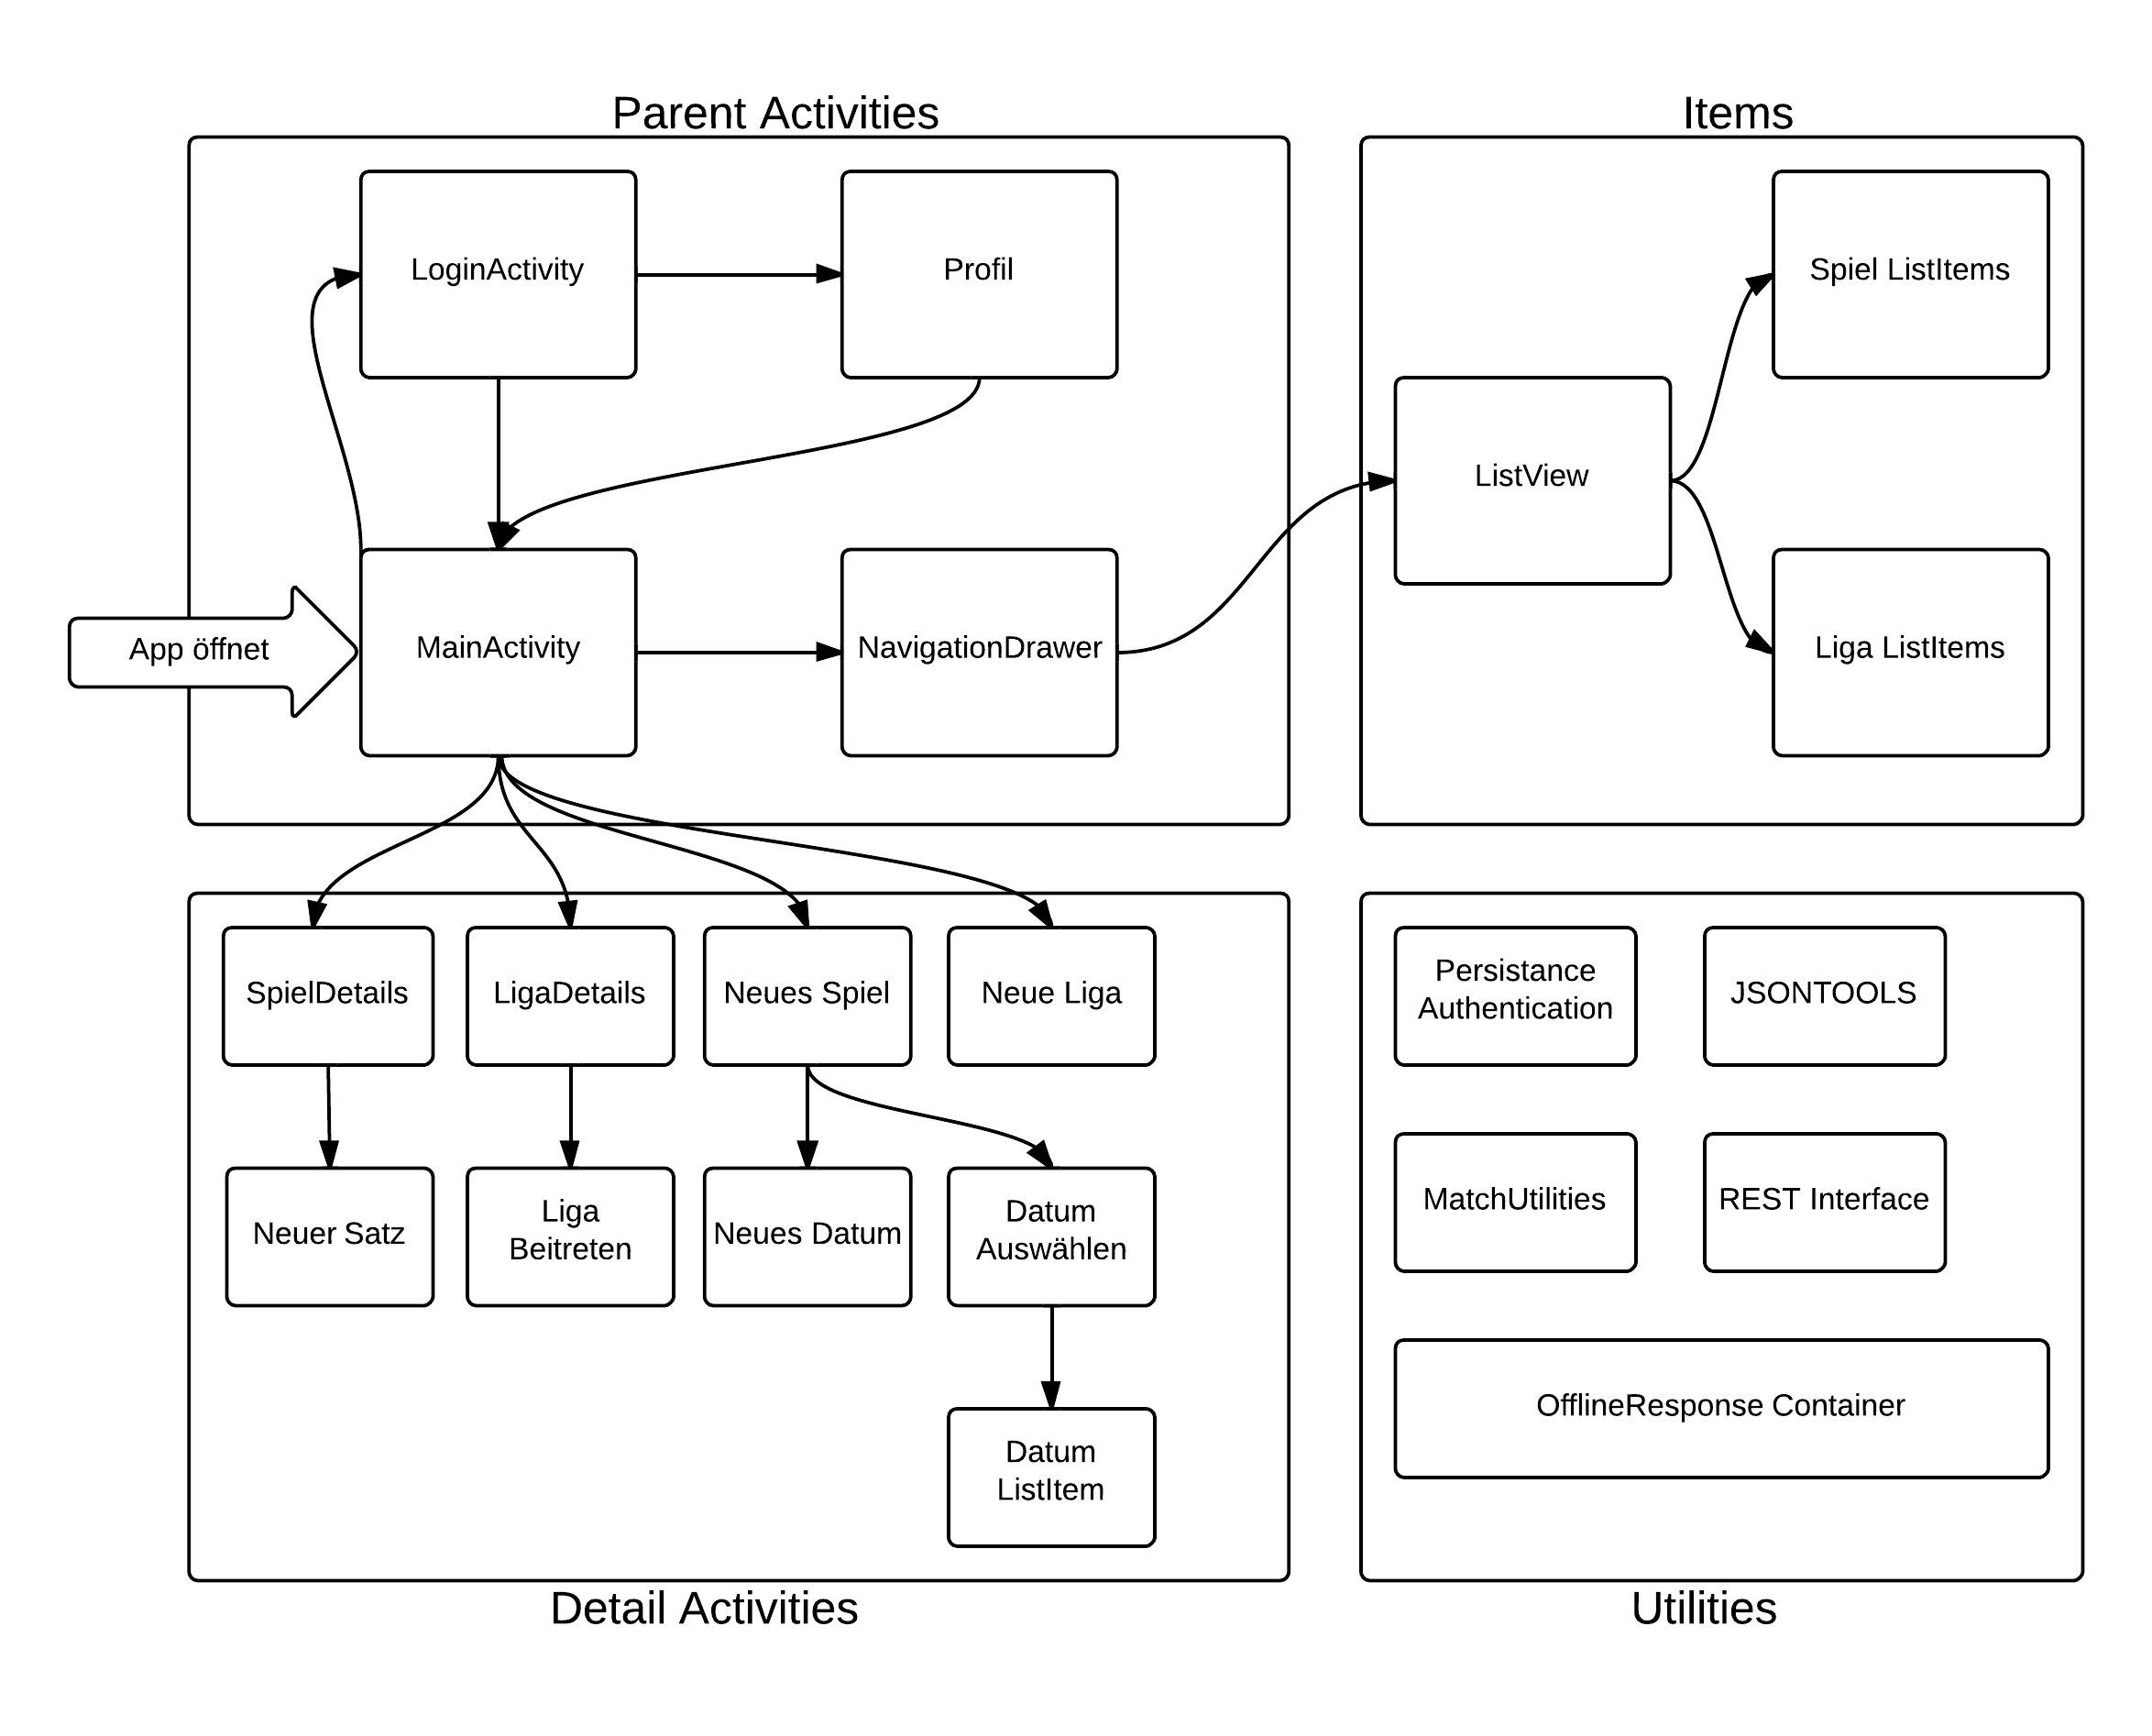 Parent Activities
Items
LoginActivity
Profil
Spiel ListItems
ListView
App öffnet
MainActivity
NavigationDrawer
Liga ListItems
SpielDetails
LigaDetails
Neues Spiel
Neue Liga
Neuer Satz
Liga
Beitreten
Neues Datum
Datum
Auswählen
Datum
ListItem
Detail Activities
Persistance
Authentication
JSONTOOLS
MatchUtilities
REST Interface
OfflineResponse Container
Utilities